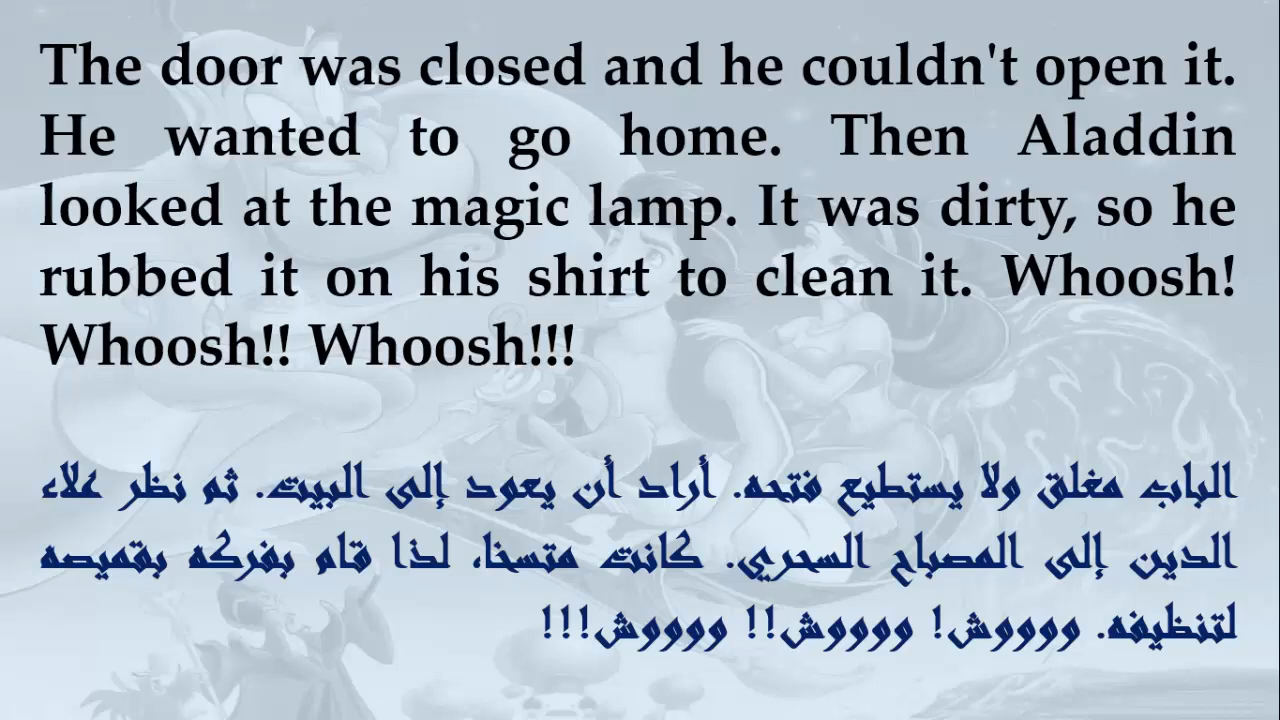 The door was closed and he couldn't open it.
He wanted to go home. Then Aladdin
looked at the magic lamp. It was dirty, so he
rubbed it on his shirt to clean it. Whoosh!
Whoosh!! Whoosh!!!
الباب مغلق ولا يستطيع فتحه. أراد أن يعود إلى البيت. ثم نظر علاء
الدين إلى المصباح السحري. كانت متسخا، لذا قام بفركه بقميصه
لتنظيفه. وووووش! وووووش!! وووووش!!!